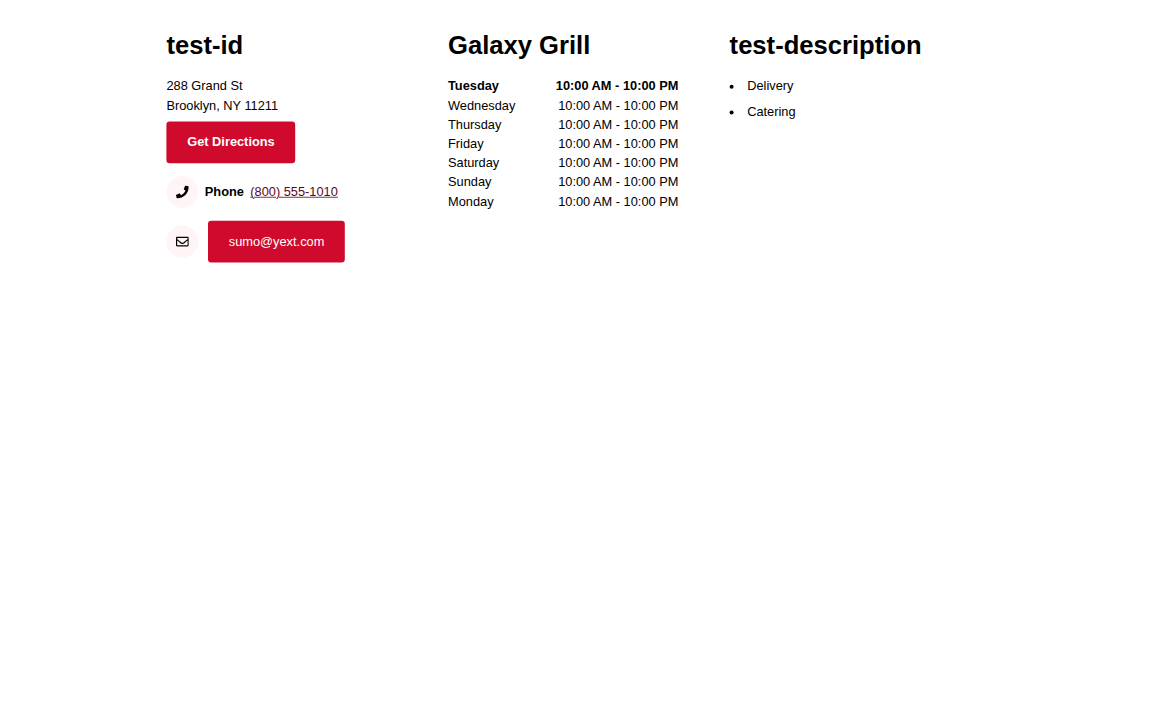 test-id
288 Grand St
Brooklyn, NY 11211
Get Directions
Phone (800) 555-1010
sumo@yext.com
Galaxy Grill
Tuesday 10:00 AM - 10:00 PM
Wednesday 10:00 AM - 10:00 PM
Thursday 10:00 AM - 10:00 PM
Friday 10:00 AM - 10:00 PM
Saturday 10:00 AM - 10:00 PM
Sunday 10:00 AM - 10:00 PM
Monday 10:00 AM - 10:00 PM
test-description
• Delivery
• Catering